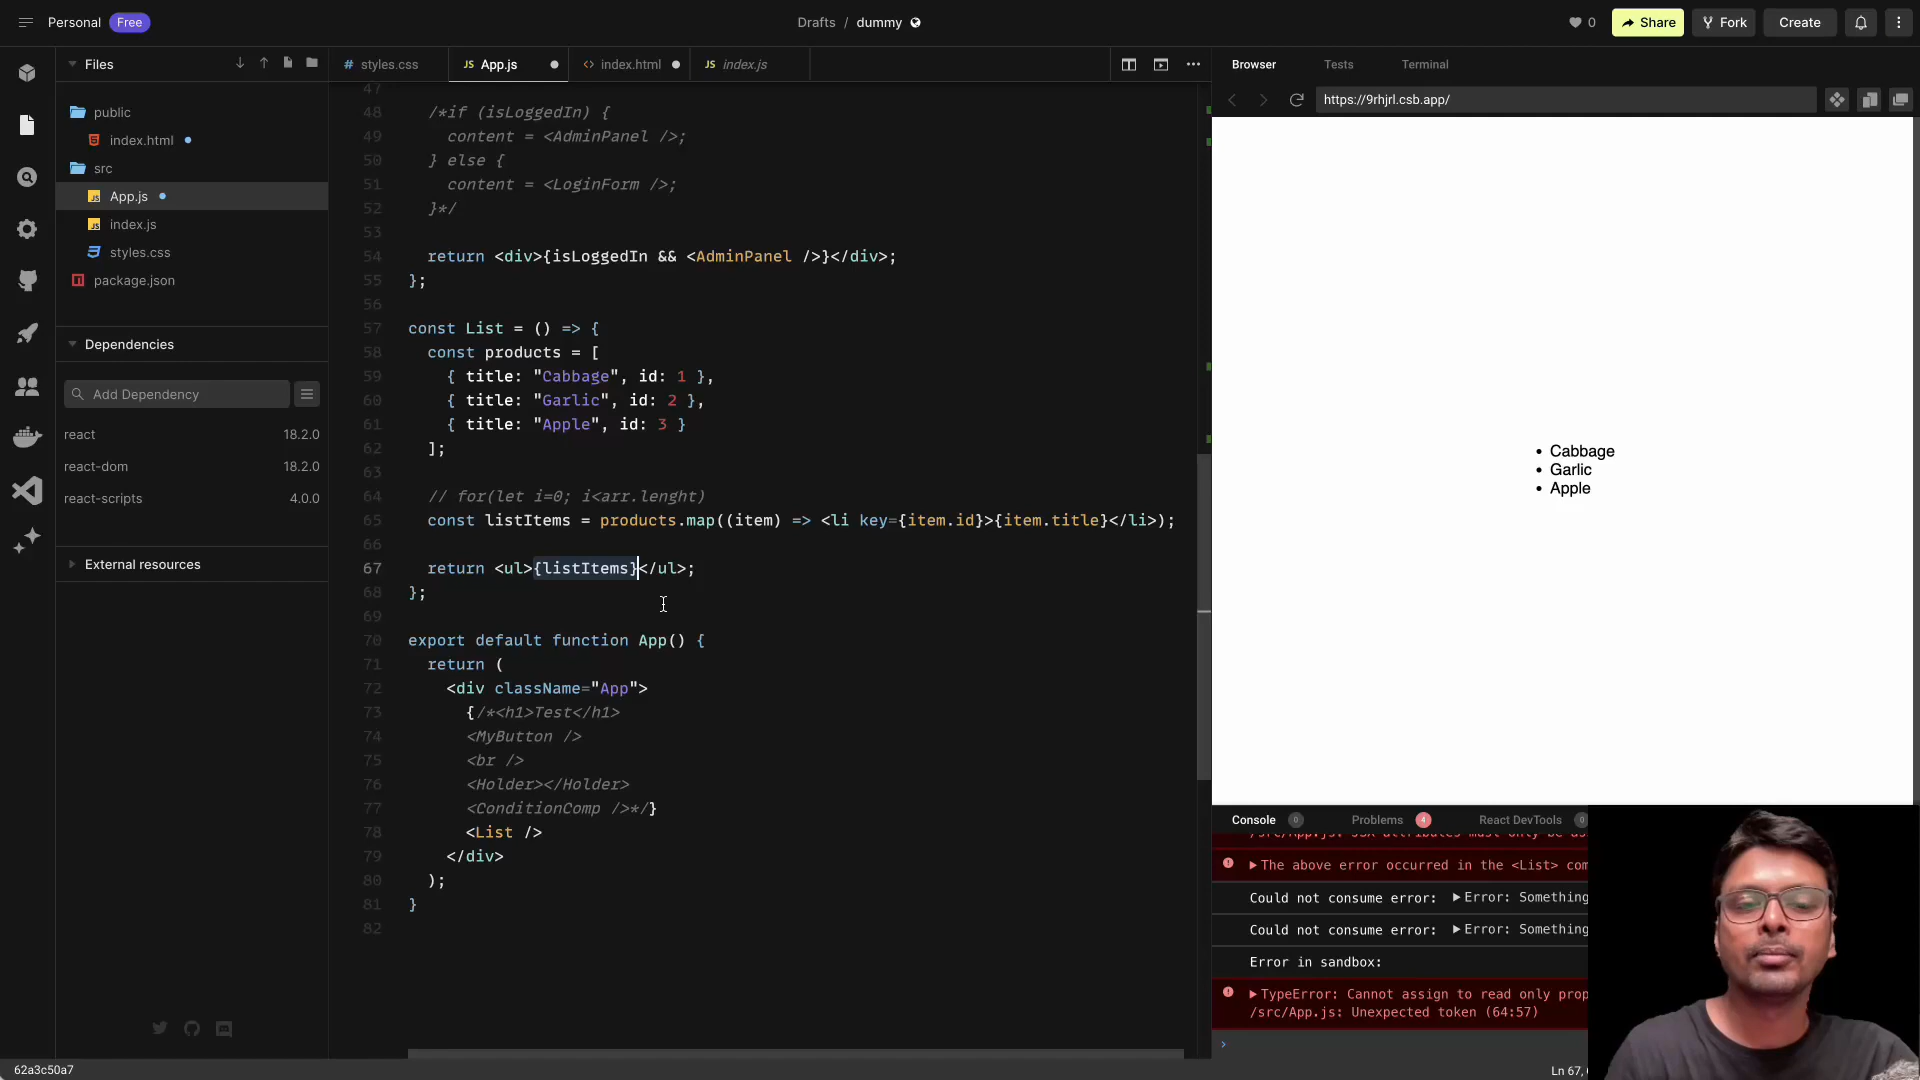 Personal Free
Drafts / dummy
0 Share Fork Create
Files
public
index.html
src
App.js
index.js
styles.css
package.json
Dependencies
Add Dependency
react 18.2.0
react-dom 18.2.0
react-scripts 4.0.0
External resources
62a3c50a7
# styles.css JS App.js <> index.html JS index.js
47
48 /*if (isLoggedIn) {
49 content = <AdminPanel />;
50 } else {
51 content = <LoginForm />;
52 }*/
53
54 return <div>{isLoggedIn && <AdminPanel />}</div>;
55 };
56
57 const List = () => {
58 const products = [
59 { title: "Cabbage", id: 1 },
60 { title: "Garlic", id: 2 },
61 { title: "Apple", id: 3 }
62 ];
63
64 // for(let i=0; i<arr.lenght)
65 const listItems = products.map((item) => <li key={item.id}>{item.title}</li>);
66
67 return <ul>{listItems}</ul>;
68 };
69
70 export default function App() {
71 return (
72 <div className="App">
73 {/*<h1>Test</h1>
74 <MyButton />
75 <br />
76 <Holder></Holder>
77 <ConditionComp />*/}
78 <List />
79 </div>
80 );
81 }
82
Browser Tests Terminal
https://9rhjrl.csb.app/
• Cabbage
• Garlic
• Apple
Console 0 Problems 4 React DevTools 0
/src/App.js: JSX attributes must only be as
▶The above error occurred in the <List> com
Could not consume error: ▶Error: Something
Could not consume error: ▶Error: Something
Error in sandbox:
▶TypeError: Cannot assign to read only prop
/src/App.js: Unexpected token (64:57)
›
Ln 67,